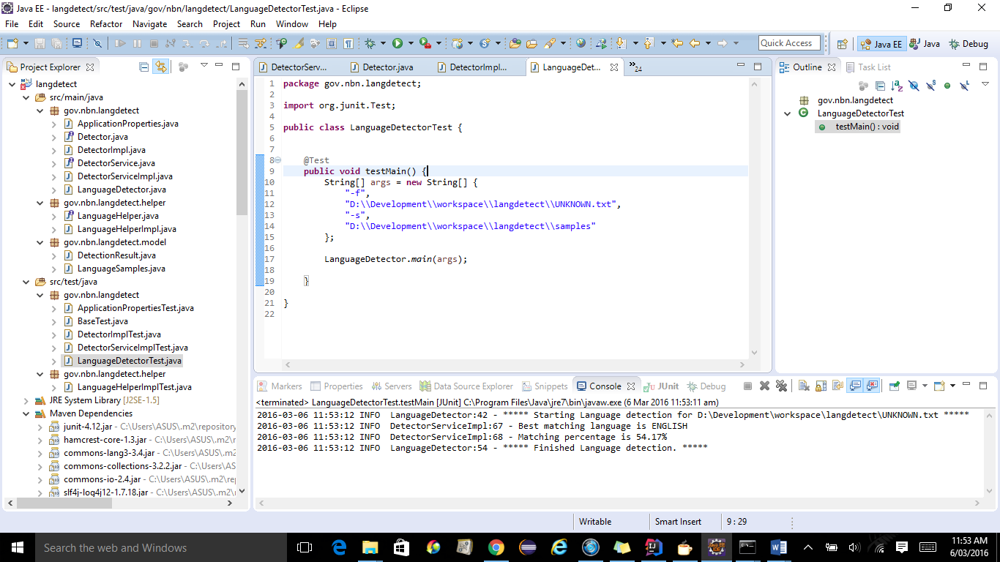 Java EE - langdetect/src/test/java/gov/nbn/langdetect/LanguageDetectorTest.java - Eclipse
File Edit Source Refactor Navigate Search Project Run Window Help
Quick Access
Java EE
Java
Debug
Project Explorer
langdetect
src/main/java
gov.nbn.langdetect
ApplicationProperties.java
Detector.java
DetectorImpl.java
DetectorService.java
DetectorServiceImpl.java
LanguageDetector.java
gov.nbn.langdetect.helper
LanguageHelper.java
LanguageHelperImpl.java
gov.nbn.langdetect.model
DetectionResult.java
LanguageSamples.java
src/test/java
gov.nbn.langdetect
ApplicationPropertiesTest.java
BaseTest.java
DetectorImplTest.java
DetectorServiceImplTest.java
LanguageDetectorTest.java
gov.nbn.langdetect.helper
LanguageHelperImplTest.java
JRE System Library [J2SE-1.5]
Maven Dependencies
junit-4.12.jar - C:\Users\ASUS\.m2\repository
hamcrest-core-1.3.jar - C:\Users\ASUS\.m2\r
commons-lang3-3.4.jar - C:\Users\ASUS\.m2
commons-collections-3.2.2.jar - C:\Users\AS
commons-io-2.4.jar - C:\Users\ASUS\.m2\rep
slf4j-log4j12-1.7.18.jar - C:\Users\ASUS\.m2\r
DetectorServ... Detector.java DetectorImpl... LanguageDet... »24
1 package gov.nbn.langdetect;
2
3 import org.junit.Test;
4
5 public class LanguageDetectorTest {
6
7
8 @Test
9 public void testMain() {
10 String[] args = new String[] {
11 "-f",
12 "D:\\Development\\workspace\\langdetect\\UNKNOWN.txt",
13 "-s",
14 "D:\\Development\\workspace\\langdetect\\samples"
15 };
16
17 LanguageDetector.main(args);
18
19 }
20
21 }
22
Outline Task List
gov.nbn.langdetect
LanguageDetectorTest
testMain() : void
Markers Properties Servers Data Source Explorer Snippets Console JUnit Debug
<terminated> LanguageDetectorTest.testMain [JUnit] C:\Program Files\Java\jre7\bin\javaw.exe (6 Mar 2016 11:53:11 am)
2016-03-06 11:53:12 INFO LanguageDetector:42 - ***** Starting Language detection for D:\Development\workspace\langdetect\UNKNOWN.txt *****
2016-03-06 11:53:12 INFO DetectorServiceImpl:67 - Best matching language is ENGLISH
2016-03-06 11:53:12 INFO DetectorServiceImpl:68 - Matching percentage is 54.17%
2016-03-06 11:53:12 INFO LanguageDetector:54 - ***** Finished Language detection. *****
Writable
Smart Insert
9 : 29
Search the web and Windows
11:53 AM
6/03/2016